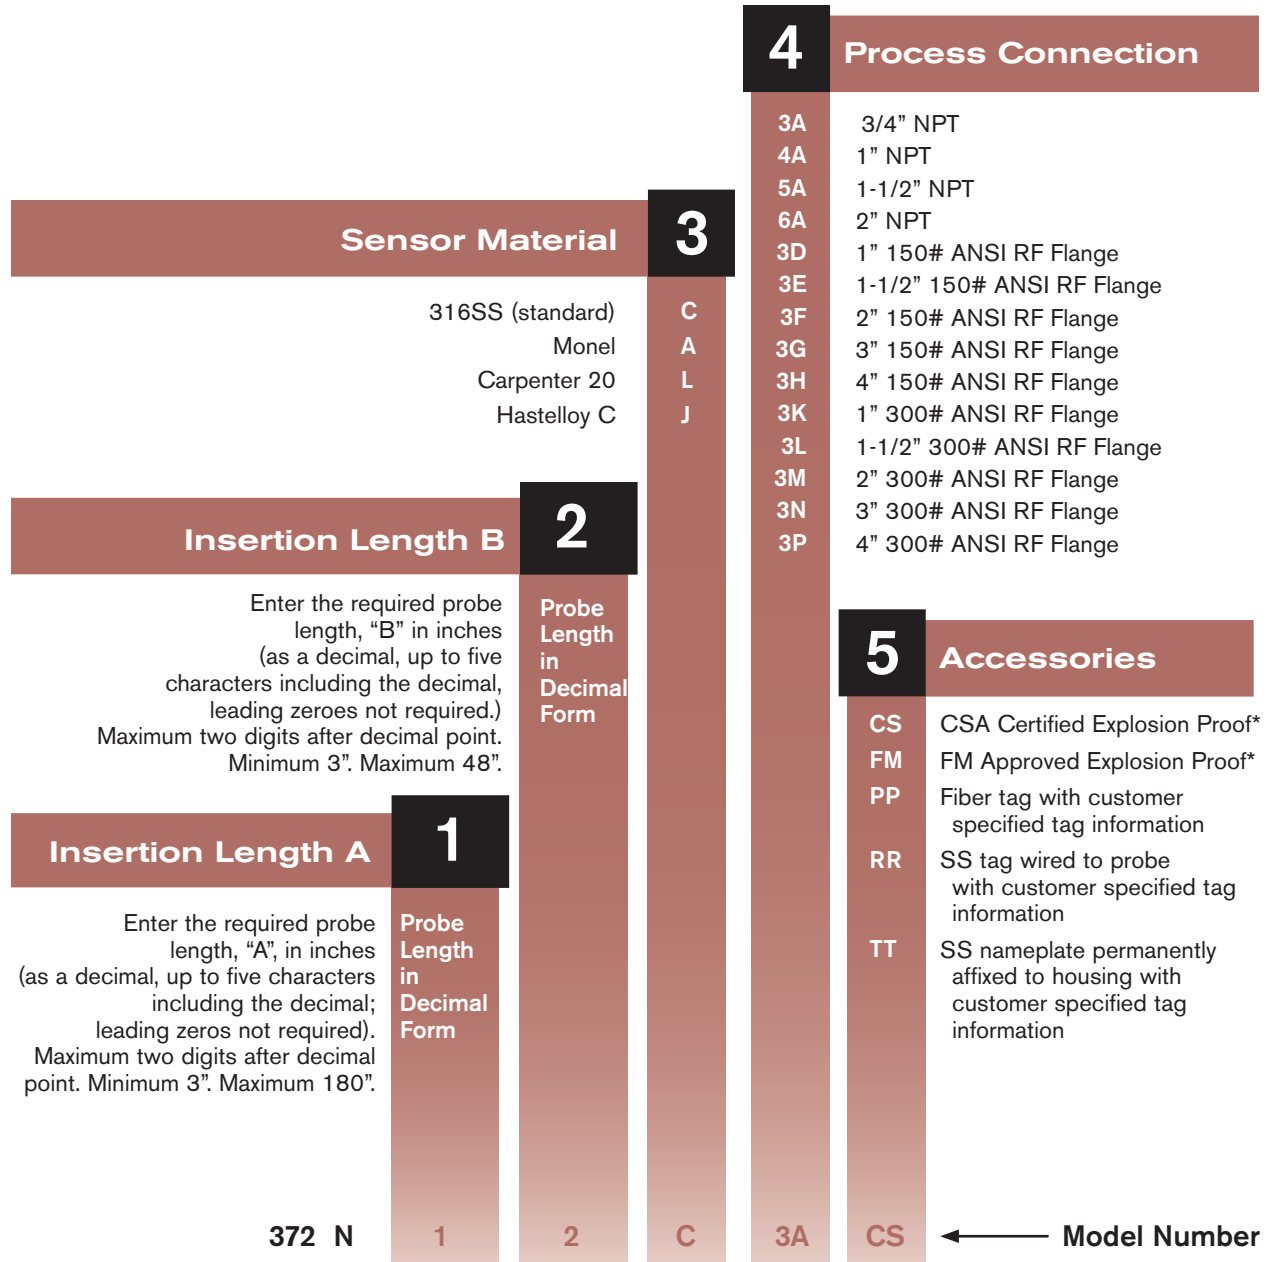 4 Process Connection
3A 3/4” NPT
4A 1” NPT
5A 1-1/2” NPT
6A 2” NPT
3D 1” 150# ANSI RF Flange
3E 1-1/2” 150# ANSI RF Flange
3F 2” 150# ANSI RF Flange
3G 3” 150# ANSI RF Flange
3H 4” 150# ANSI RF Flange
3K 1” 300# ANSI RF Flange
3L 1-1/2” 300# ANSI RF Flange
3M 2” 300# ANSI RF Flange
3N 3” 300# ANSI RF Flange
3P 4” 300# ANSI RF Flange
Sensor Material 3
316SS (standard) C
Monel A
Carpenter 20 L
Hastelloy C J
Insertion Length B 2
Enter the required probe
length, “B” in inches
(as a decimal, up to five
characters including the decimal,
leading zeroes not required.)
Maximum two digits after decimal point.
Minimum 3”. Maximum 48”.
Probe
Length
in
Decimal
Form
5 Accessories
CS CSA Certified Explosion Proof*
FM FM Approved Explosion Proof*
PP Fiber tag with customer
specified tag information
RR SS tag wired to probe
with customer specified tag
information
TT SS nameplate permanently
affixed to housing with
customer specified tag
information
Insertion Length A 1
Enter the required probe
length, “A”, in inches
(as a decimal, up to five characters
including the decimal;
leading zeros not required).
Maximum two digits after decimal
point. Minimum 3”. Maximum 180”.
Probe
Length
in
Decimal
Form
372 N 1 2 C 3A CS Model Number